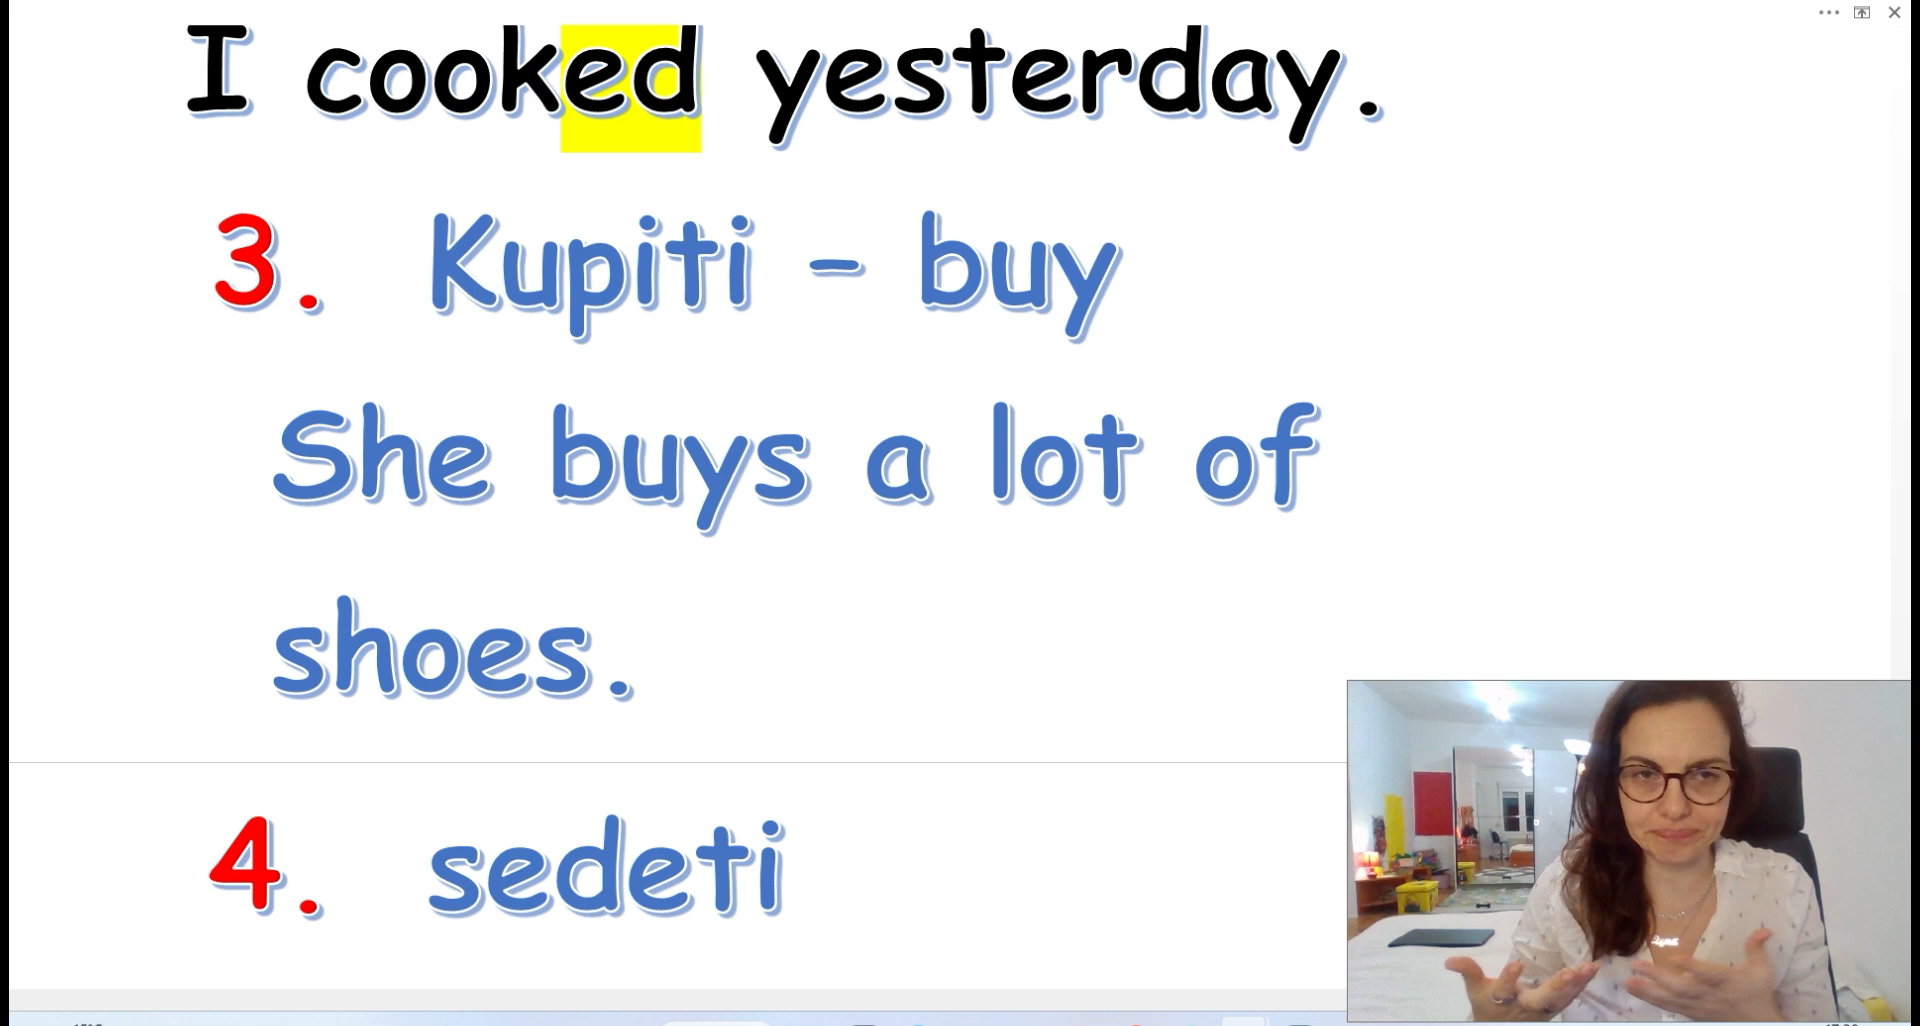 I cooked yesterday.
3. Kupiti - buy
She buys a lot of
shoes.
4. sedeti